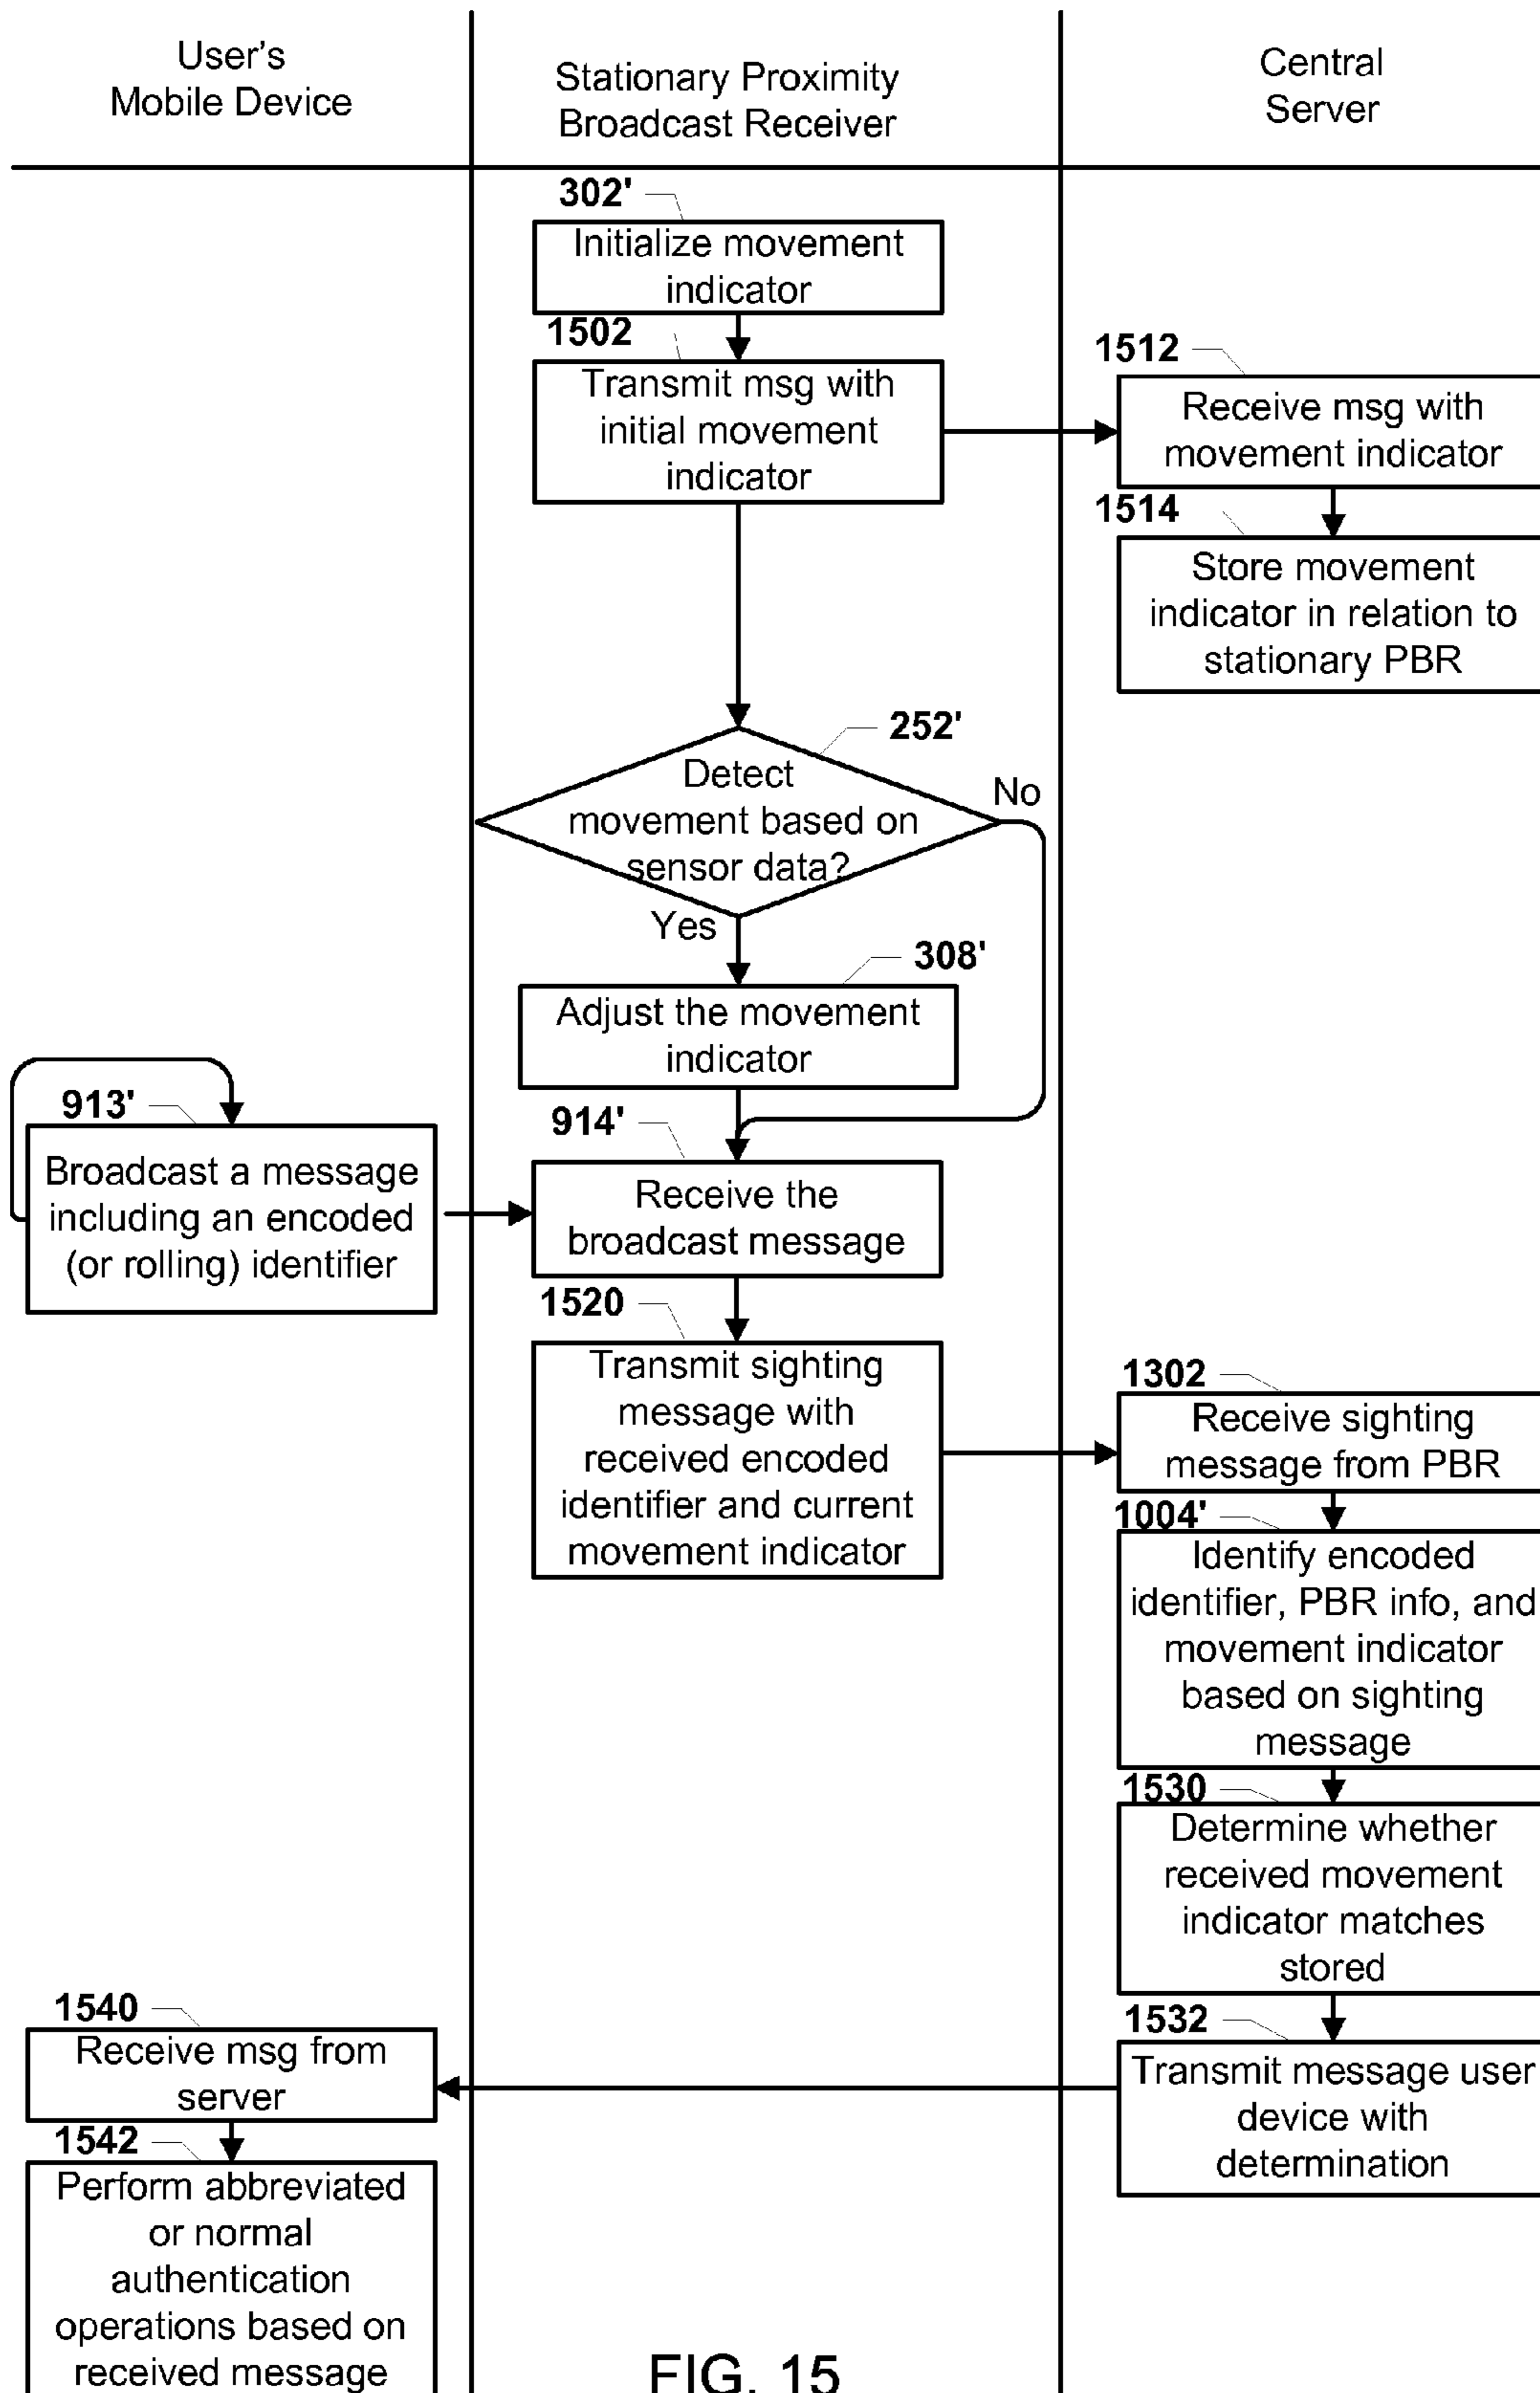 User's
Mobile Device
Stationary Proximity
Broadcast Receiver
Central
Server
302'
Initialize movement
indicator
1502
Transmit msg with
initial movement
indicator
1512
Receive msg with
movement indicator
1514
Store movement
indicator in relation to
stationary PBR
252'
Detect
movement based on
sensor data?
No
Yes
308'
Adjust the movement
indicator
913'
Broadcast a message
including an encoded
(or rolling) identifier
914'
Receive the
broadcast message
1520
Transmit sighting
message with
received encoded
identifier and current
movement indicator
1302
Receive sighting
message from PBR
1004'
Identify encoded
identifier, PBR info, and
movement indicator
based on sighting
message
1530
Determine whether
received movement
indicator matches
stored
1532
Transmit message user
device with
determination
1540
Receive msg from
server
1542
Perform abbreviated
or normal
authentication
operations based on
received message
FIG. 15